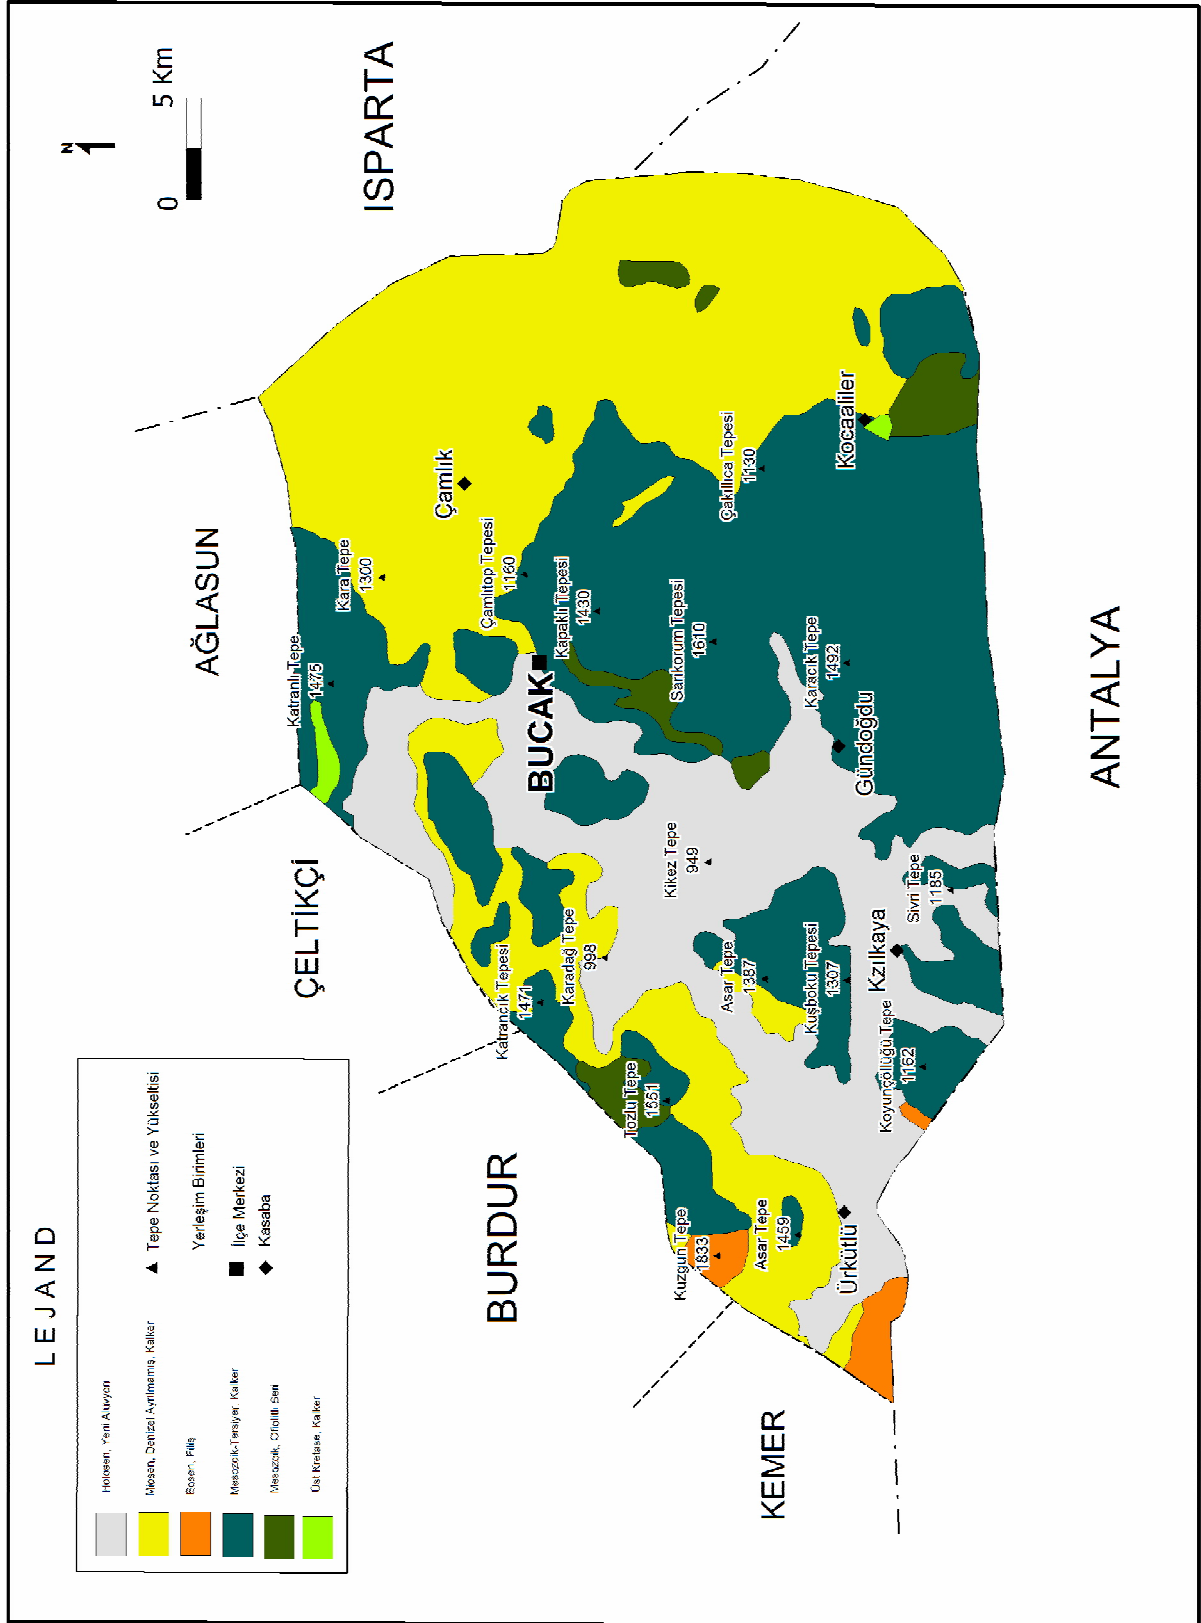 LEJAND
Holosen, Yeni Alüvyon
Miosen, Denizel Ayrılmamış, Kalker
Eosen, Filiş
Mesozoik-Tersiyer, Kalker
Mesozoik, Ofiolitli Seri
Üst Kretase, Kalker
Tepe Noktası ve Yükseltisi
Yerleşim Birimleri
İlçe Merkezi
Kasaba
N
0 5 Km
KEMER
BURDUR
ÇELTİKÇİ
AĞLASUN
ISPARTA
ANTALYA
Katranlı Tepe
1475
Kara Tepe
1300
Çamlık
Çamlıtop Tepesi
1160
BUCAK
Kapaklı Tepesi
1430
Katrancık Tepesi
1471
Karadağ Tepe
998
Tozlu Tepe
1551
Kikez Tepe
949
Sarıkorum Tepesi
1610
Çakıllıca Tepesi
1130
Kuzgun Tepe
1833
Asar Tepe
1459
Asar Tepe
1387
Kuşboku Tepesi
1307
Karacık Tepe
1492
Kocaaliler
Ürkütlü
Gündoğdu
Kzılkaya
Koyunçöllüğü Tepe
1162
Sivri Tepe
1185